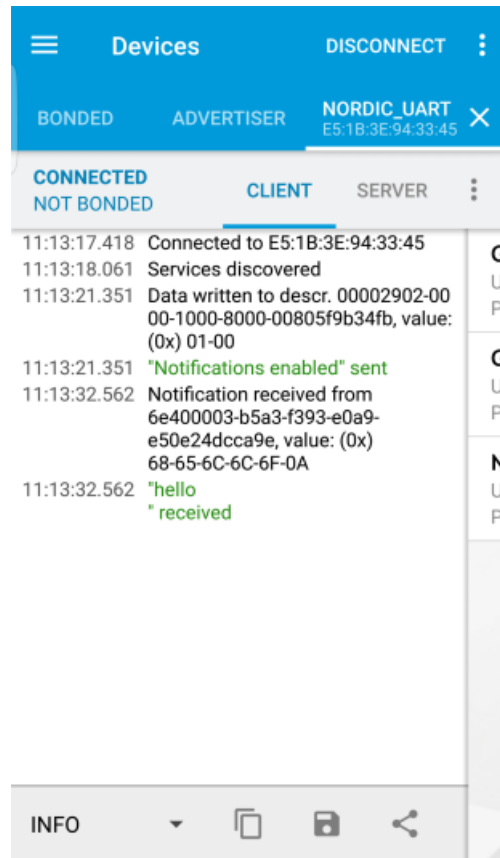 Devices
DISCONNECT
BONDED
ADVERTISER
NORDIC_UART
E5:1B:3E:94:33:45
CONNECTED
NOT BONDED
CLIENT
SERVER
11:13:17.418 Connected to E5:1B:3E:94:33:45
11:13:18.061 Services discovered
11:13:21.351 Data written to descr. 00002902-00
00-1000-8000-00805f9b34fb, value:
(0x) 01-00
11:13:21.351 "Notifications enabled" sent
11:13:32.562 Notification received from
6e400003-b5a3-f393-e0a9-
e50e24dcca9e, value: (0x)
68-65-6C-6C-6F-0A
11:13:32.562 "hello
" received
U
P
U
P
N
U
P
INFO